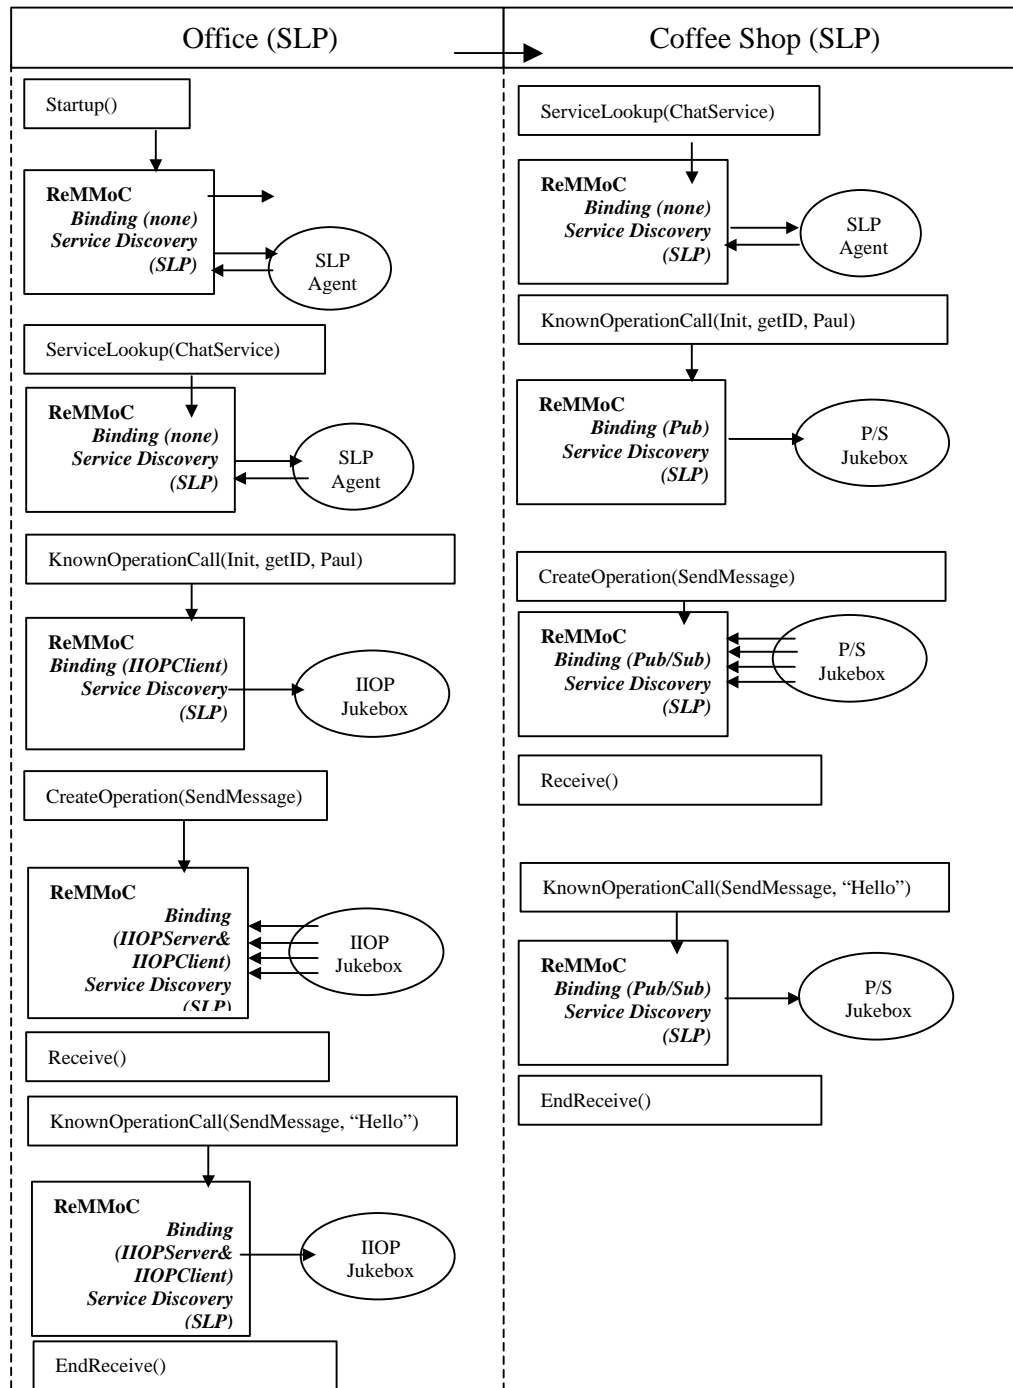 Office (SLP)
Startup()
ReMMoC
Binding (none)
Service Discovery
(SLP)
SLP
Agent
ServiceLookup(ChatService)
ReMMoC
Binding (none)
Service Discovery
(SLP)
SLP
Agent
KnownOperationCall(Init, getID, Paul)
ReMMoC
Binding (IIOPClient)
Service Discovery
(SLP)
IIOP
Jukebox
CreateOperation(SendMessage)
ReMMoC
Binding
(IIOPServer&
IIOPClient)
Service Discovery
(SLP)
IIOP
Jukebox
Receive()
KnownOperationCall(SendMessage, “Hello”)
ReMMoC
Binding
(IIOPServer&
IIOPClient)
Service Discovery
(SLP)
IIOP
Jukebox
EndReceive()
Coffee Shop (SLP)
ServiceLookup(ChatService)
ReMMoC
Binding (none)
Service Discovery
(SLP)
SLP
Agent
KnownOperationCall(Init, getID, Paul)
ReMMoC
Binding (Pub)
Service Discovery
(SLP)
P/S
Jukebox
CreateOperation(SendMessage)
ReMMoC
Binding (Pub/Sub)
Service Discovery
(SLP)
P/S
Jukebox
Receive()
KnownOperationCall(SendMessage, “Hello”)
ReMMoC
Binding (Pub/Sub)
Service Discovery
(SLP)
P/S
Jukebox
EndReceive()